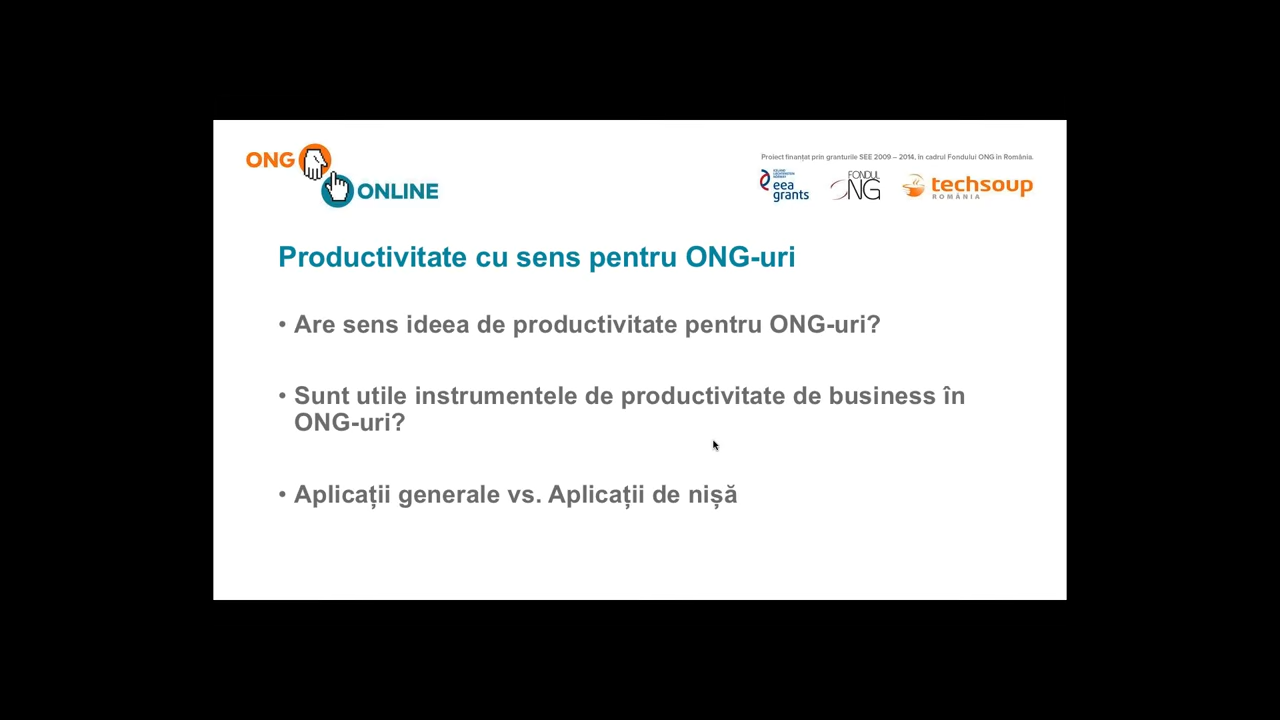 ONG
ONLINE
Proiect finanțat prin granturile SEE 2009 – 2014, în cadrul Fondului ONG în România.
eea
grants
FONDUL
NG
techsoup
ROMÂNIA
Productivitate cu sens pentru ONG-uri
• Are sens ideea de productivitate pentru ONG-uri?
• Sunt utile instrumentele de productivitate de business în
ONG-uri?
• Aplicații generale vs. Aplicații de nișă